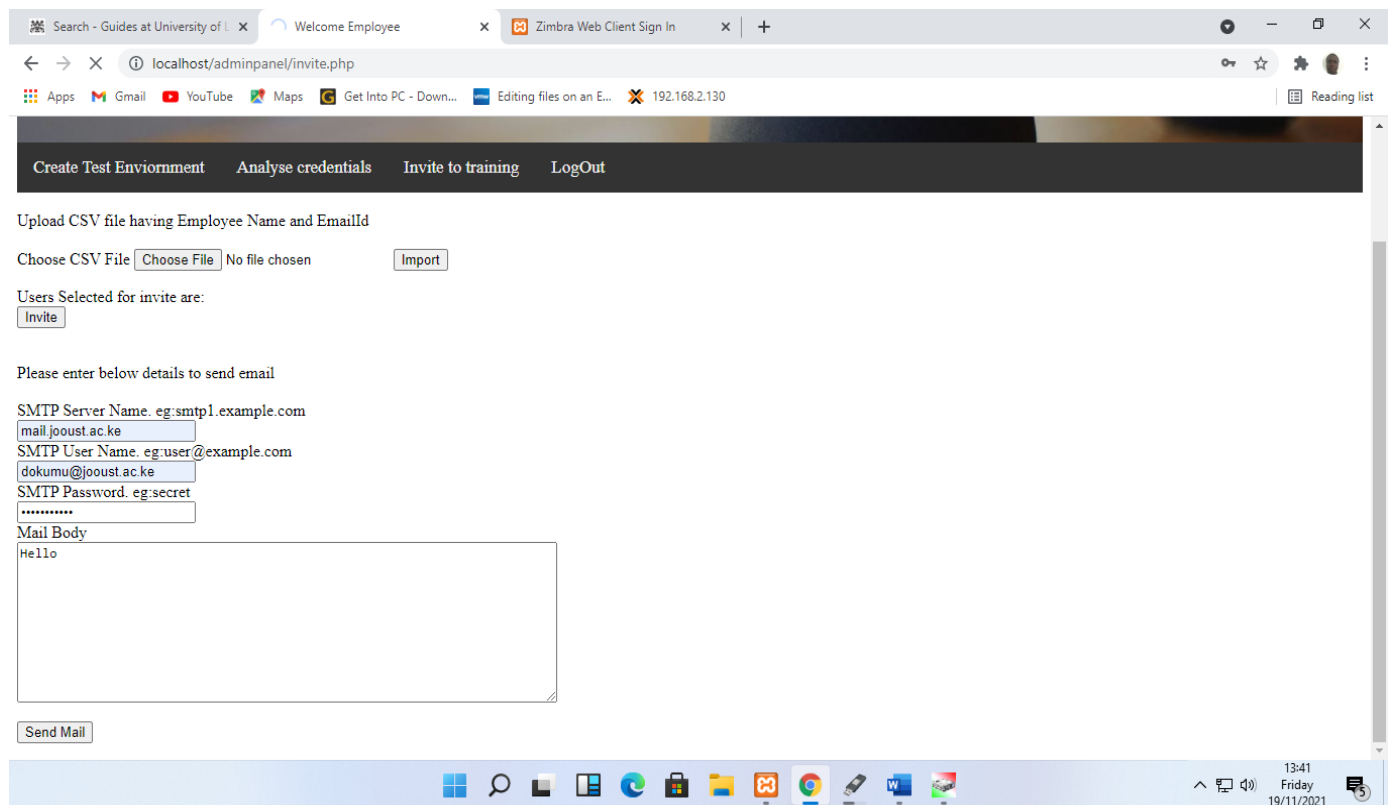 Search - Guides at University of L
Welcome Employee
Zimbra Web Client Sign In
localhost/adminpanel/invite.php
Apps Gmail YouTube Maps Get Into PC - Down... Editing files on an E... 192.168.2.130 Reading list
Create Test Enviornment Analyse credentials Invite to training LogOut
Upload CSV file having Employee Name and EmailId
Choose CSV File Choose File No file chosen Import
Users Selected for invite are:
Invite
Please enter below details to send email
SMTP Server Name. eg:smtp1.example.com
mail.jooust.ac.ke
SMTP User Name. eg:user@example.com
dokumu@jooust.ac.ke
SMTP Password. eg:secret
•••••••••••
Mail Body
Hello
Send Mail
13:41
Friday
19/11/2021
5